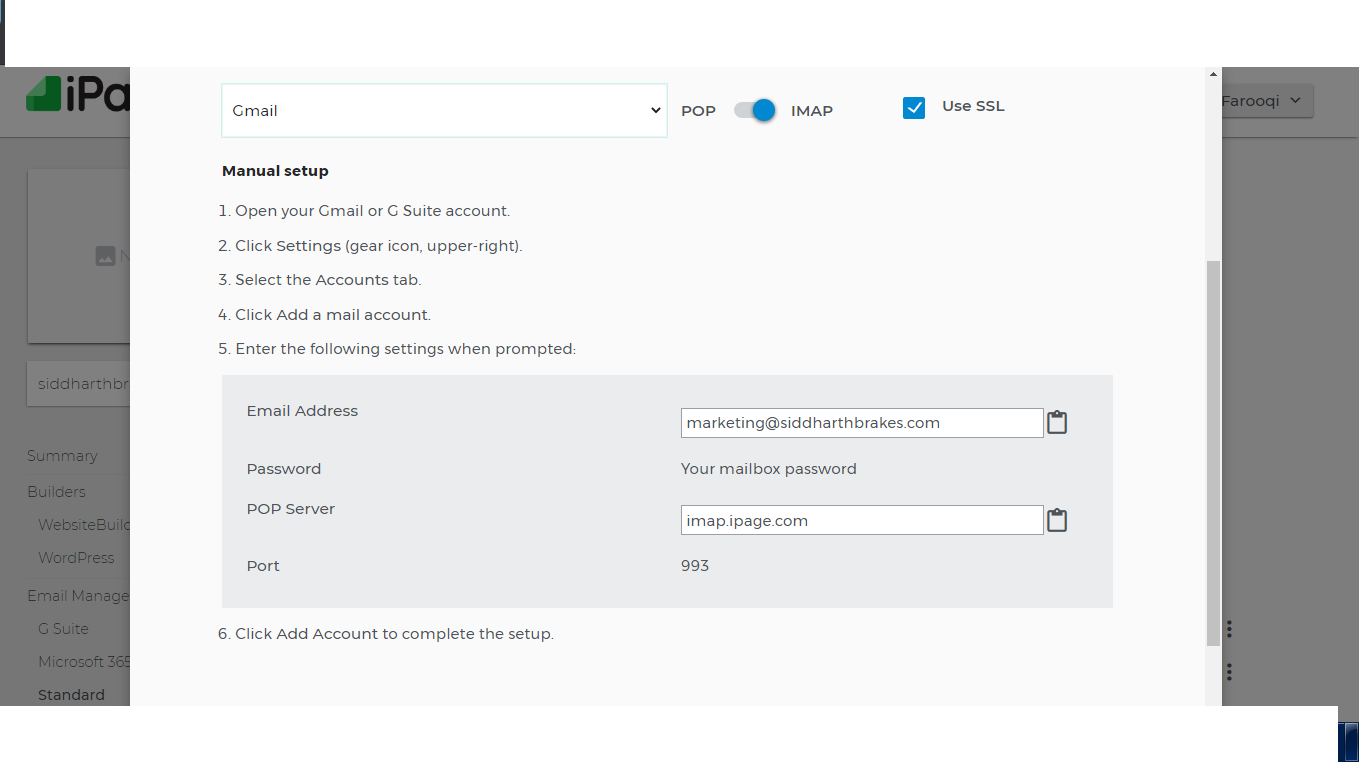 iPa
Farooqi
Gmail
POP
IMAP
Use SSL
Manual setup
1. Open your Gmail or G Suite account.
2. Click Settings (gear icon, upper-right).
3. Select the Accounts tab.
4. Click Add a mail account.
5. Enter the following settings when prompted:
Email Address
marketing@siddharthbrakes.com
Password
Your mailbox password
POP Server
imap.ipage.com
Port
993
6. Click Add Account to complete the setup.
N
siddharthbr
Summary
Builders
WebsiteBuild
WordPress
Email Manage
G Suite
Microsoft 365
Standard